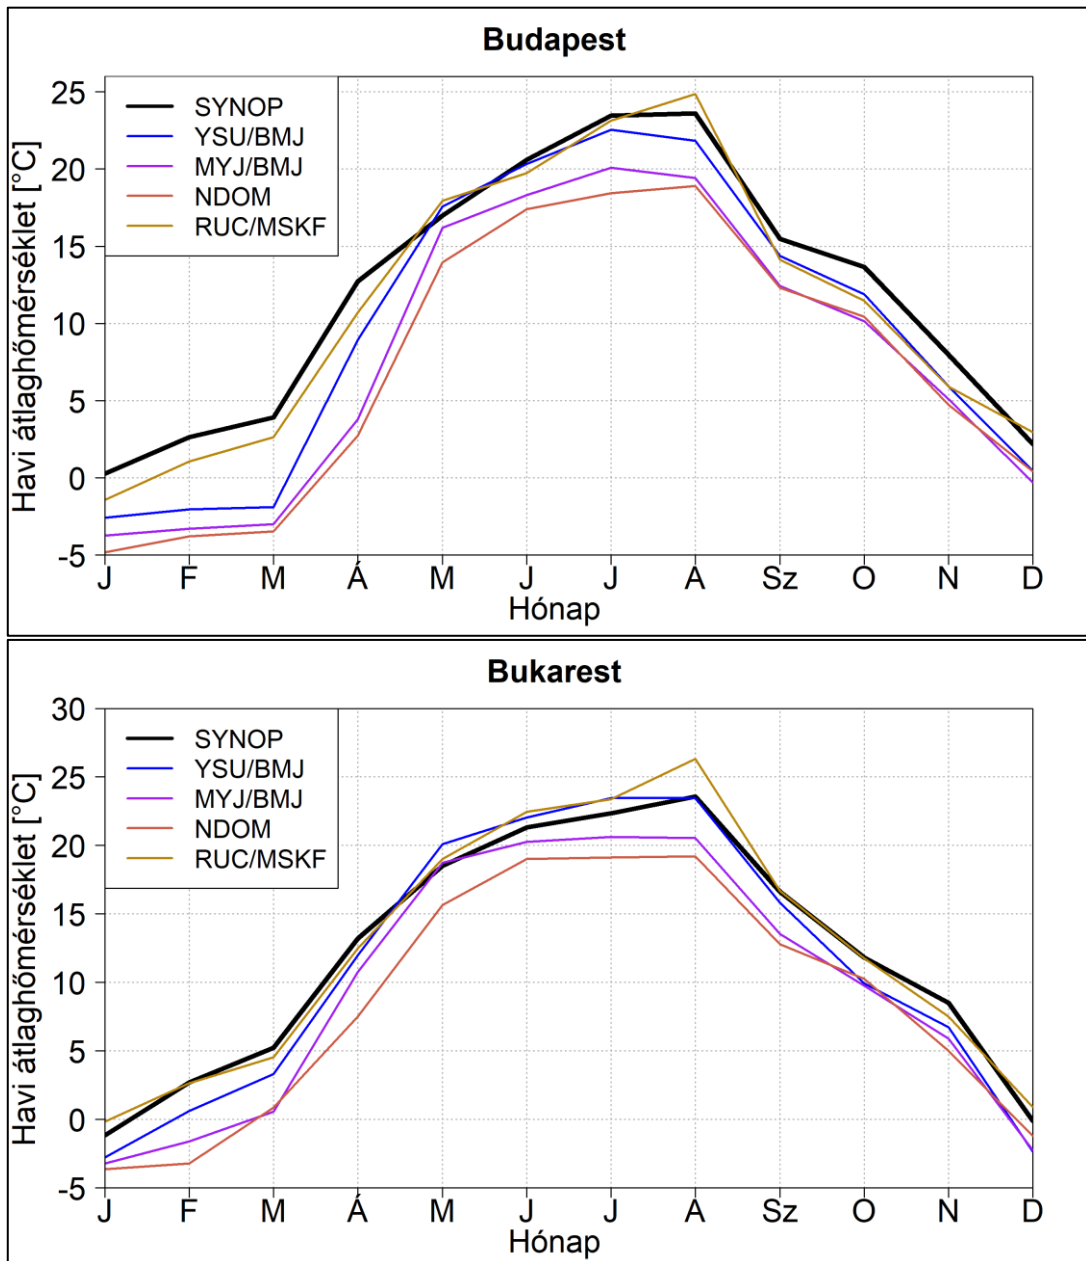 Budapest
Havi átlaghőmérséklet [°C]
25
20
15
10
5
0
-5
SYNOP
YSU/BMJ
MYJ/BMJ
NDOM
RUC/MSKF
J F M Á M J J A Sz O N D
Hónap
Bukarest
Havi átlaghőmérséklet [°C]
30
25
20
15
10
5
0
-5
SYNOP
YSU/BMJ
MYJ/BMJ
NDOM
RUC/MSKF
J F M Á M J J A Sz O N D
Hónap